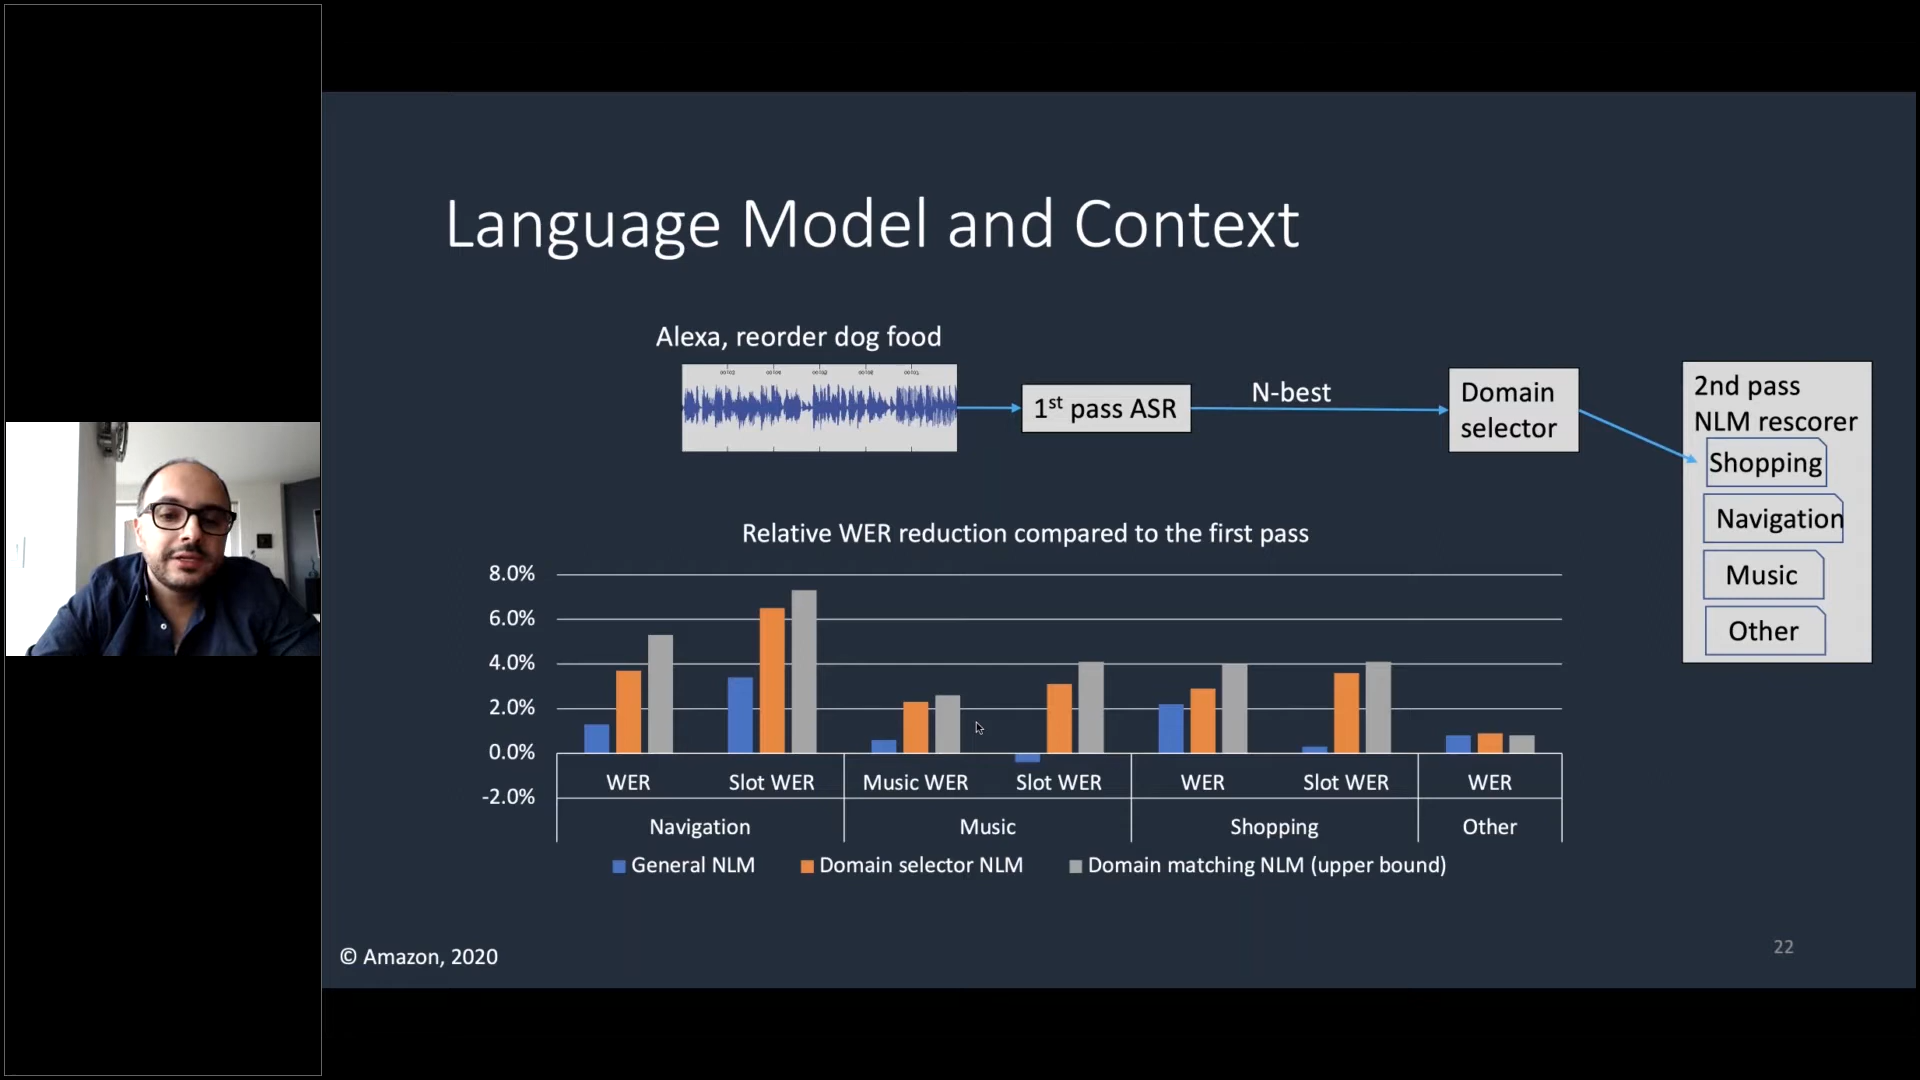 Language Model and Context
Alexa, reorder dog food
1st pass ASR
N-best
Domain
selector
2nd pass
NLM rescorer
Shopping
Navigation
Music
Other
Relative WER reduction compared to the first pass
8.0%
6.0%
4.0%
2.0%
0.0%
-2.0%
WER Slot WER Music WER Slot WER WER Slot WER WER
Navigation Music Shopping Other
General NLM Domain selector NLM Domain matching NLM (upper bound)
© Amazon, 2020
22